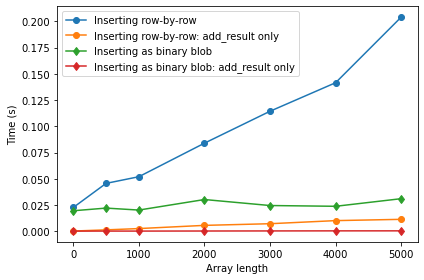 Inserting row-by-row
Inserting row-by-row: add_result only
Inserting as binary blob
Inserting as binary blob: add_result only
0.200
0.175
0.150
0.125
0.100
0.075
0.050
0.025
0.000
Time (s)
0 1000 2000 3000 4000 5000
Array length